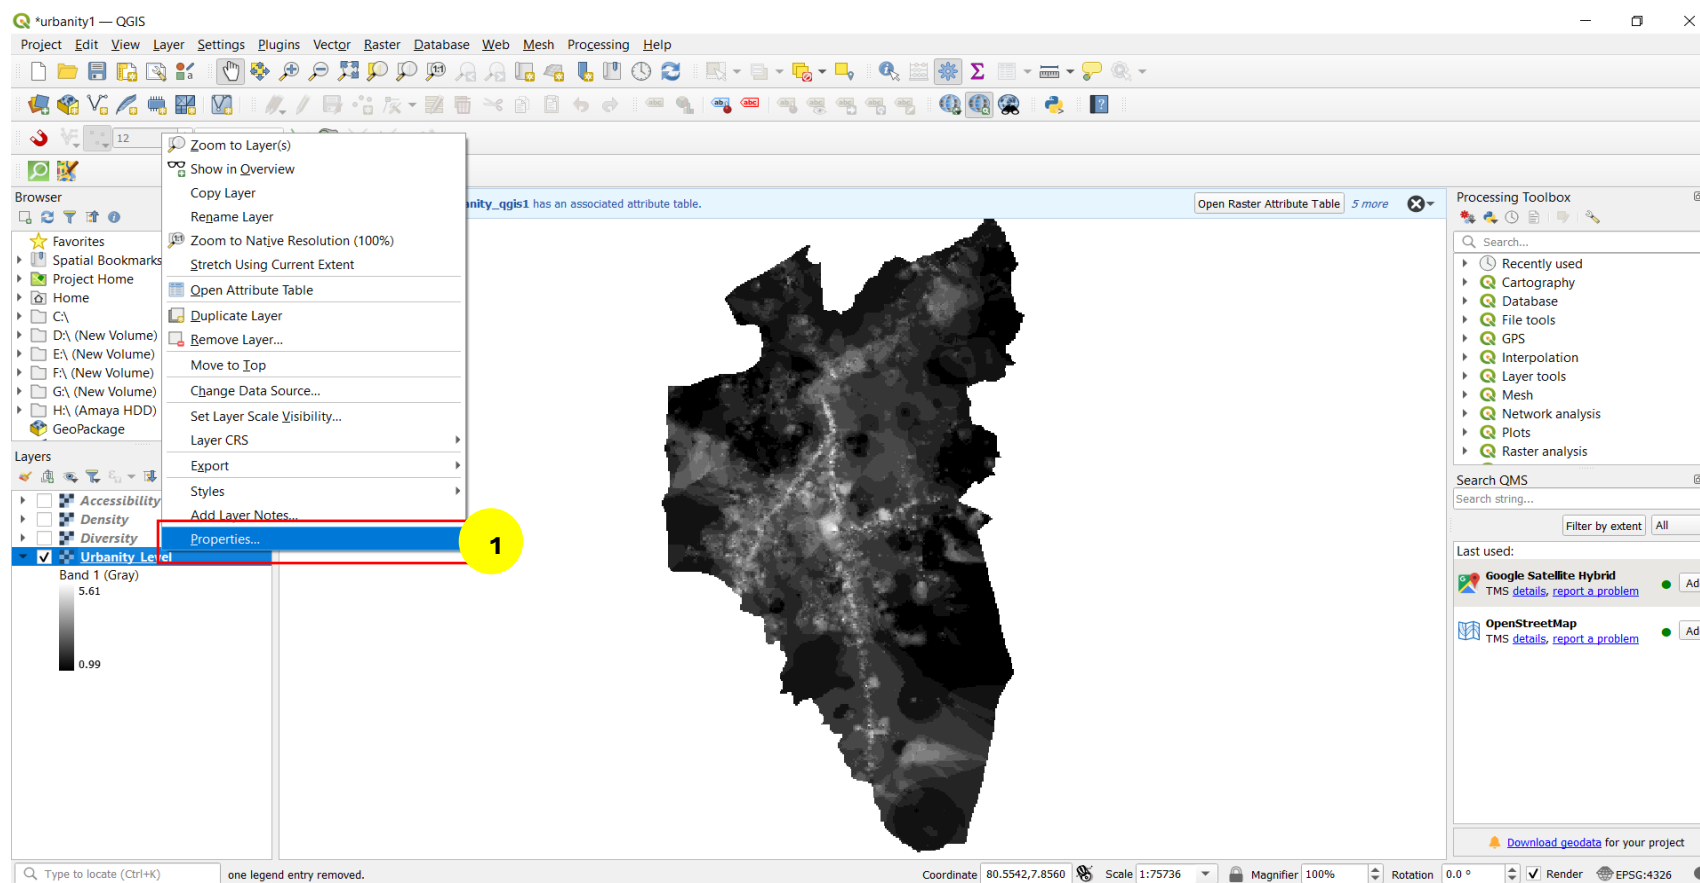 *urbanity1 — QGIS
Project Edit View Layer Settings Plugins Vector Raster Database Web Mesh Processing Help
12
Zoom to Layer(s)
Show in Overview
Copy Layer
Rename Layer
Zoom to Native Resolution (100%)
Stretch Using Current Extent
Open Attribute Table
Duplicate Layer
Remove Layer...
Move to Top
Change Data Source...
Set Layer Scale Visibility...
Layer CRS
Export
Styles
Add Layer Notes...
Properties...
1
Browser
Favorites
Spatial Bookmarks
Project Home
Home
C:\
D:\ (New Volume)
E:\ (New Volume)
F:\ (New Volume)
G:\ (New Volume)
H:\ (Amaya HDD)
GeoPackage
Layers
Accessibility
Density
Diversity
Urbanity_Level
Band 1 (Gray)
5.61
0.99
anity_qgis1 has an associated attribute table.
Open Raster Attribute Table 5 more
Processing Toolbox
Search...
Recently used
Cartography
Database
File tools
GPS
Interpolation
Layer tools
Mesh
Network analysis
Plots
Raster analysis
Search QMS
Search string...
Filter by extent All
Last used:
Google Satellite Hybrid
TMS details, report a problem
Ad
OpenStreetMap
TMS details, report a problem
Ad
Download geodata for your project
Type to locate (Ctrl+K) one legend entry removed. Coordinate 80.5542,7.8560 Scale 1:75736 Magnifier 100% Rotation 0.0 ° Render EPSG:4326